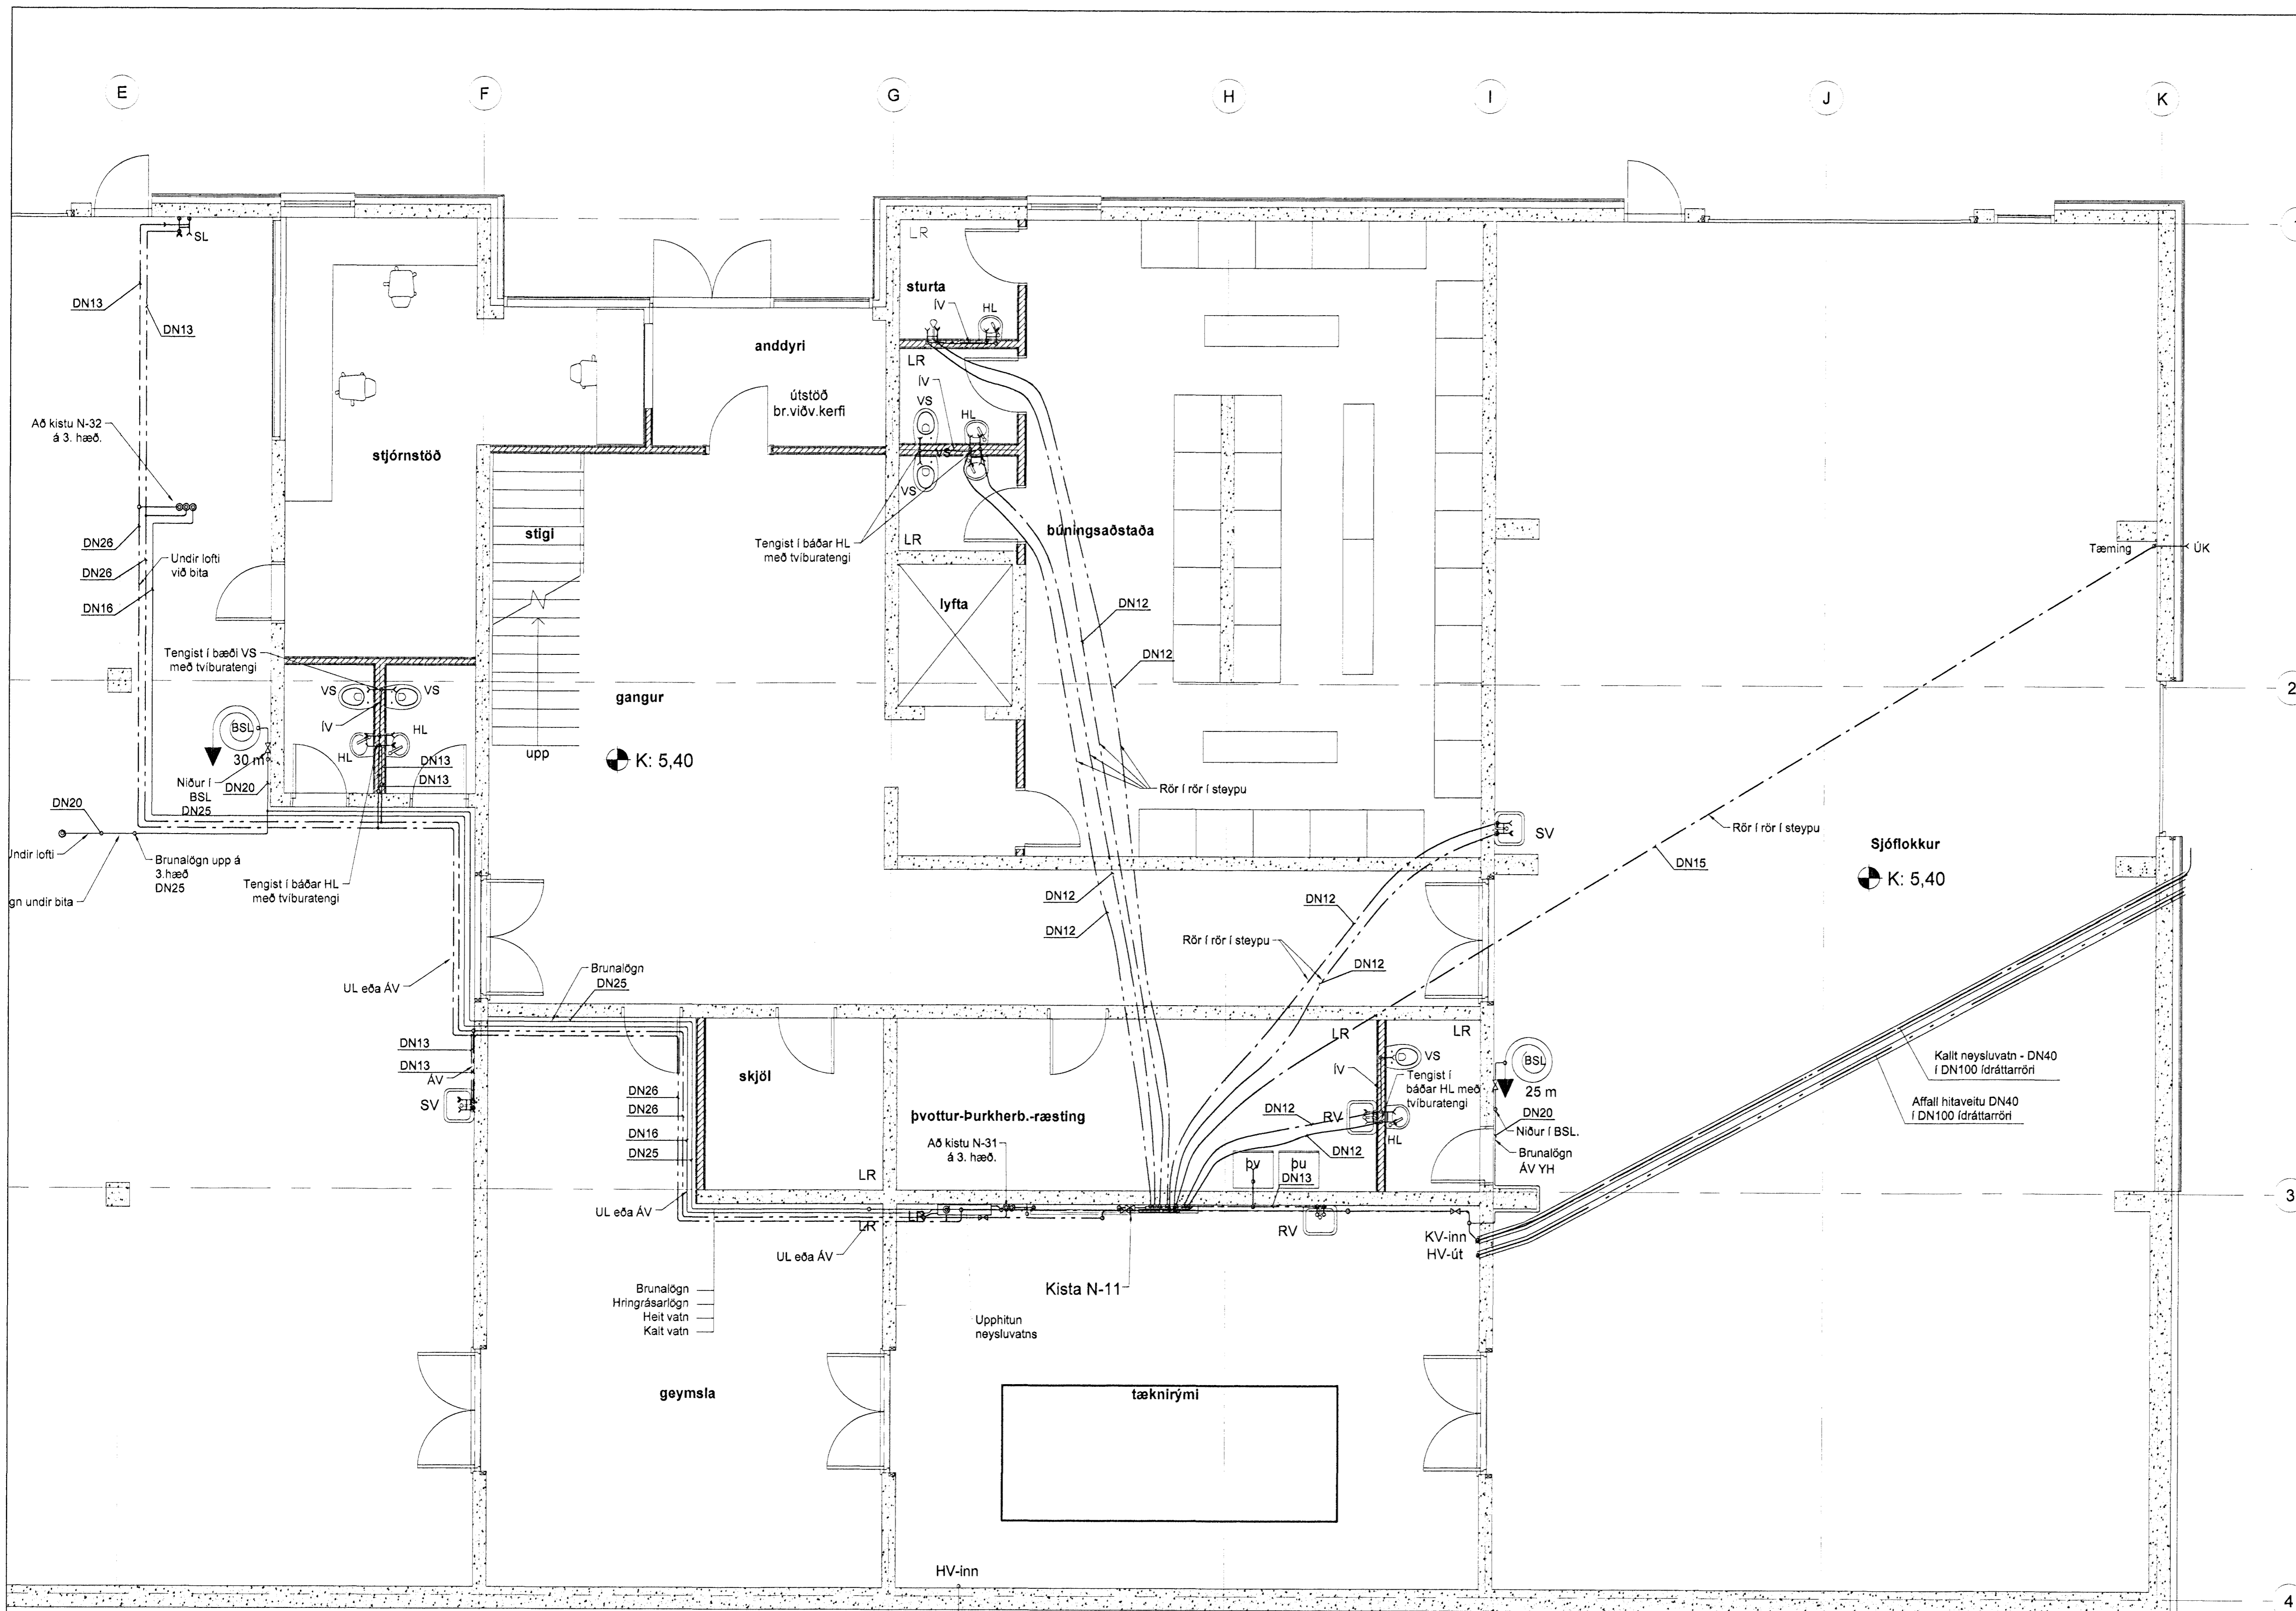 E
F
G
H
I
J
K
SL
DN13
DN13
Að kistu N-32
á 3. hæð.
DN26
DN26
DN16
Undir lofti
við bita
stjórnstöð
anddyri
útstöð
br.viðv.kerfi
LR
sturta
ÍV
HL
LR
ÍV
VS
HL
VS
VS
LR
Tengist í báðar HL
með tvíburatengi
stigi
upp
gangur
K: 5,40
lyfta
búningsaðstaða
DN12
DN12
Rör í rör í steypu
Tæming
ÚK
2
Tengist í bæði VS
með tvíburatengi
VS
VS
ÍV
HL
HL
DN13
DN13
BSL
30 m
Niður í
BSL
DN25
DN20
DN20
Brunalögn upp á
3.hæð
DN25
gn undir bita
Tengist í báðar HL
með tvíburatengi
SV
Rör í rör í steypu
DN15
Sjóflokkur
K: 5,40
DN12
DN12
DN12
Rör í rör í steypu
DN12
UL eða ÁV
Brunalögn
DN25
DN13
DN13
ÁV
SV
DN26
DN26
DN16
DN25
UL eða ÁV
skjöl
LR
þvottur-Þurkherb.-ræsting
Að kistu N-31
á 3. hæð.
LR
ÍV
VS
LR
Tengist í
báðar HL með
tvíburatengi
DN12
RV
HL
DN12
þv
þu
DN13
BSL
25 m
DN20
Niður í BSL.
Brunalögn
ÁV YH
Kallt neysluvatn - DN40
í DN100 ídráttarröri
Affall hitaveitu DN40
í DN100 ídráttarröri
3
LR
LR
UL eða ÁV
RV
KV-inn
HV-út
Kista N-11
Brunalögn
Hringrásarlögn
Heit vatn
Kalt vatn
Upphitun
neysluvatns
geymsla
tæknirými
HV-inn
4